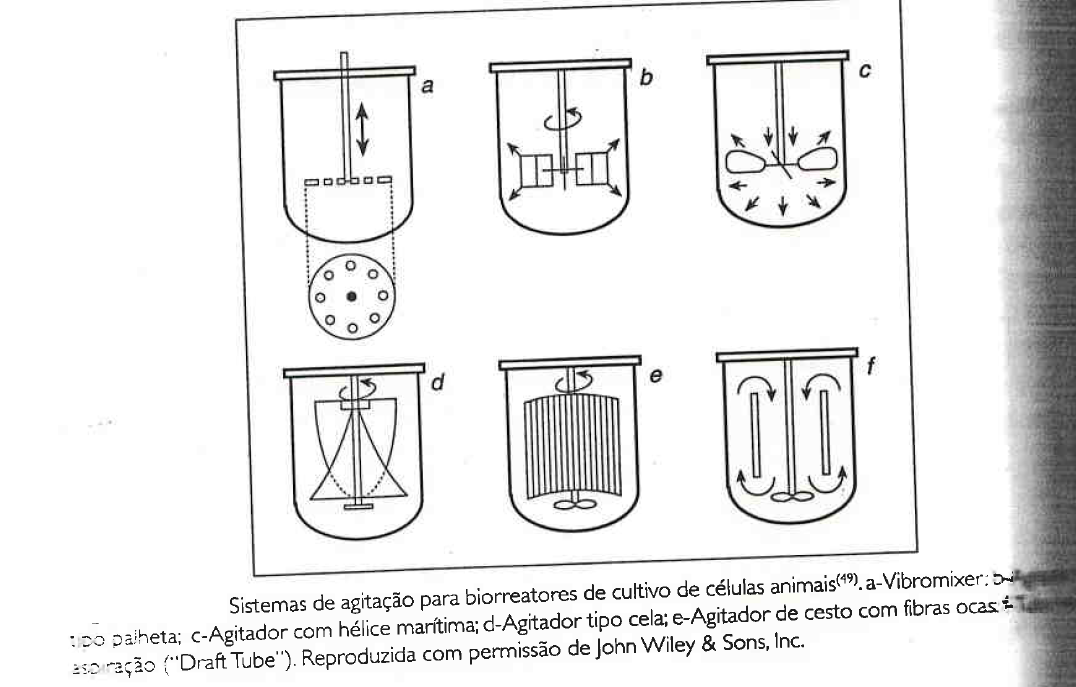 a
b
c
d
e
f
Sistemas de agitação para biorreatores de cultivo de células animais⁽⁴⁹⁾. a-Vibromixer;
tipo palheta; c-Agitador com hélice marítima; d-Agitador tipo cela; e-Agitador de cesto com fibras ocas
aspiração ("Draft Tube"). Reproduzida com permissão de John Wiley & Sons, Inc.